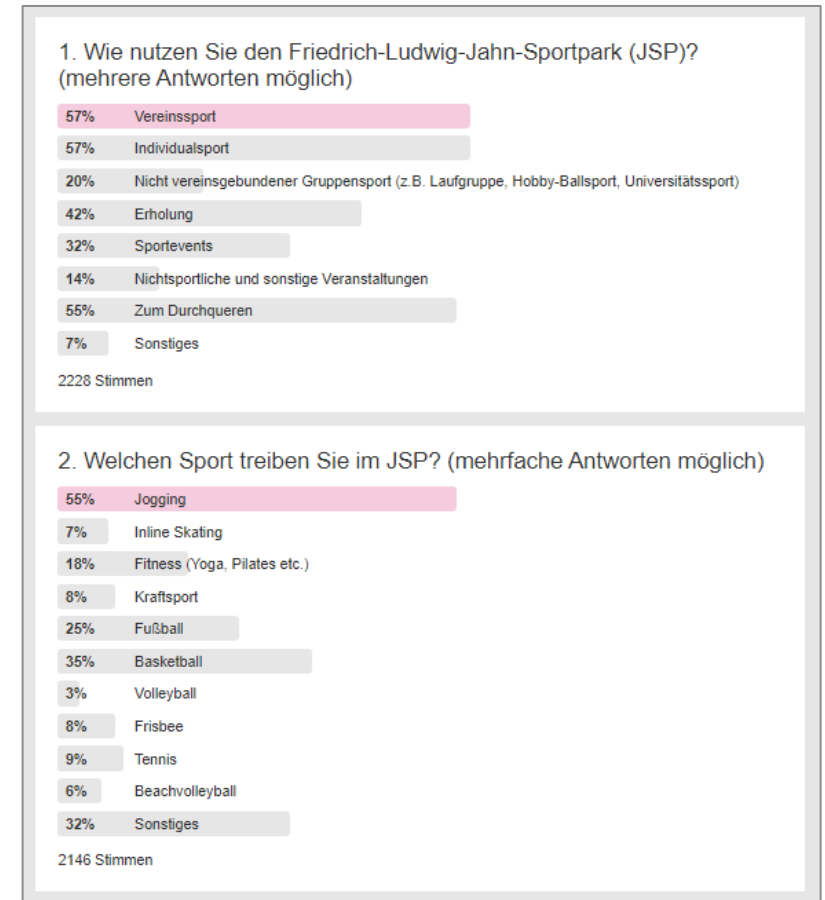 1. Wie nutzen Sie den Friedrich-Ludwig-Jahn-Sportpark (JSP)?
(mehrere Antworten möglich)
57% Vereinssport
57% Individualsport
20% Nicht vereinsgebundener Gruppensport (z.B. Laufgruppe, Hobby-Ballsport, Universitätssport)
42% Erholung
32% Sportevents
14% Nichtsportliche und sonstige Veranstaltungen
55% Zum Durchqueren
7% Sonstiges
2228 Stimmen
2. Welchen Sport treiben Sie im JSP? (mehrfache Antworten möglich)
55% Jogging
7% Inline Skating
18% Fitness (Yoga, Pilates etc.)
8% Kraftsport
25% Fußball
35% Basketball
3% Volleyball
8% Frisbee
9% Tennis
6% Beachvolleyball
32% Sonstiges
2146 Stimmen